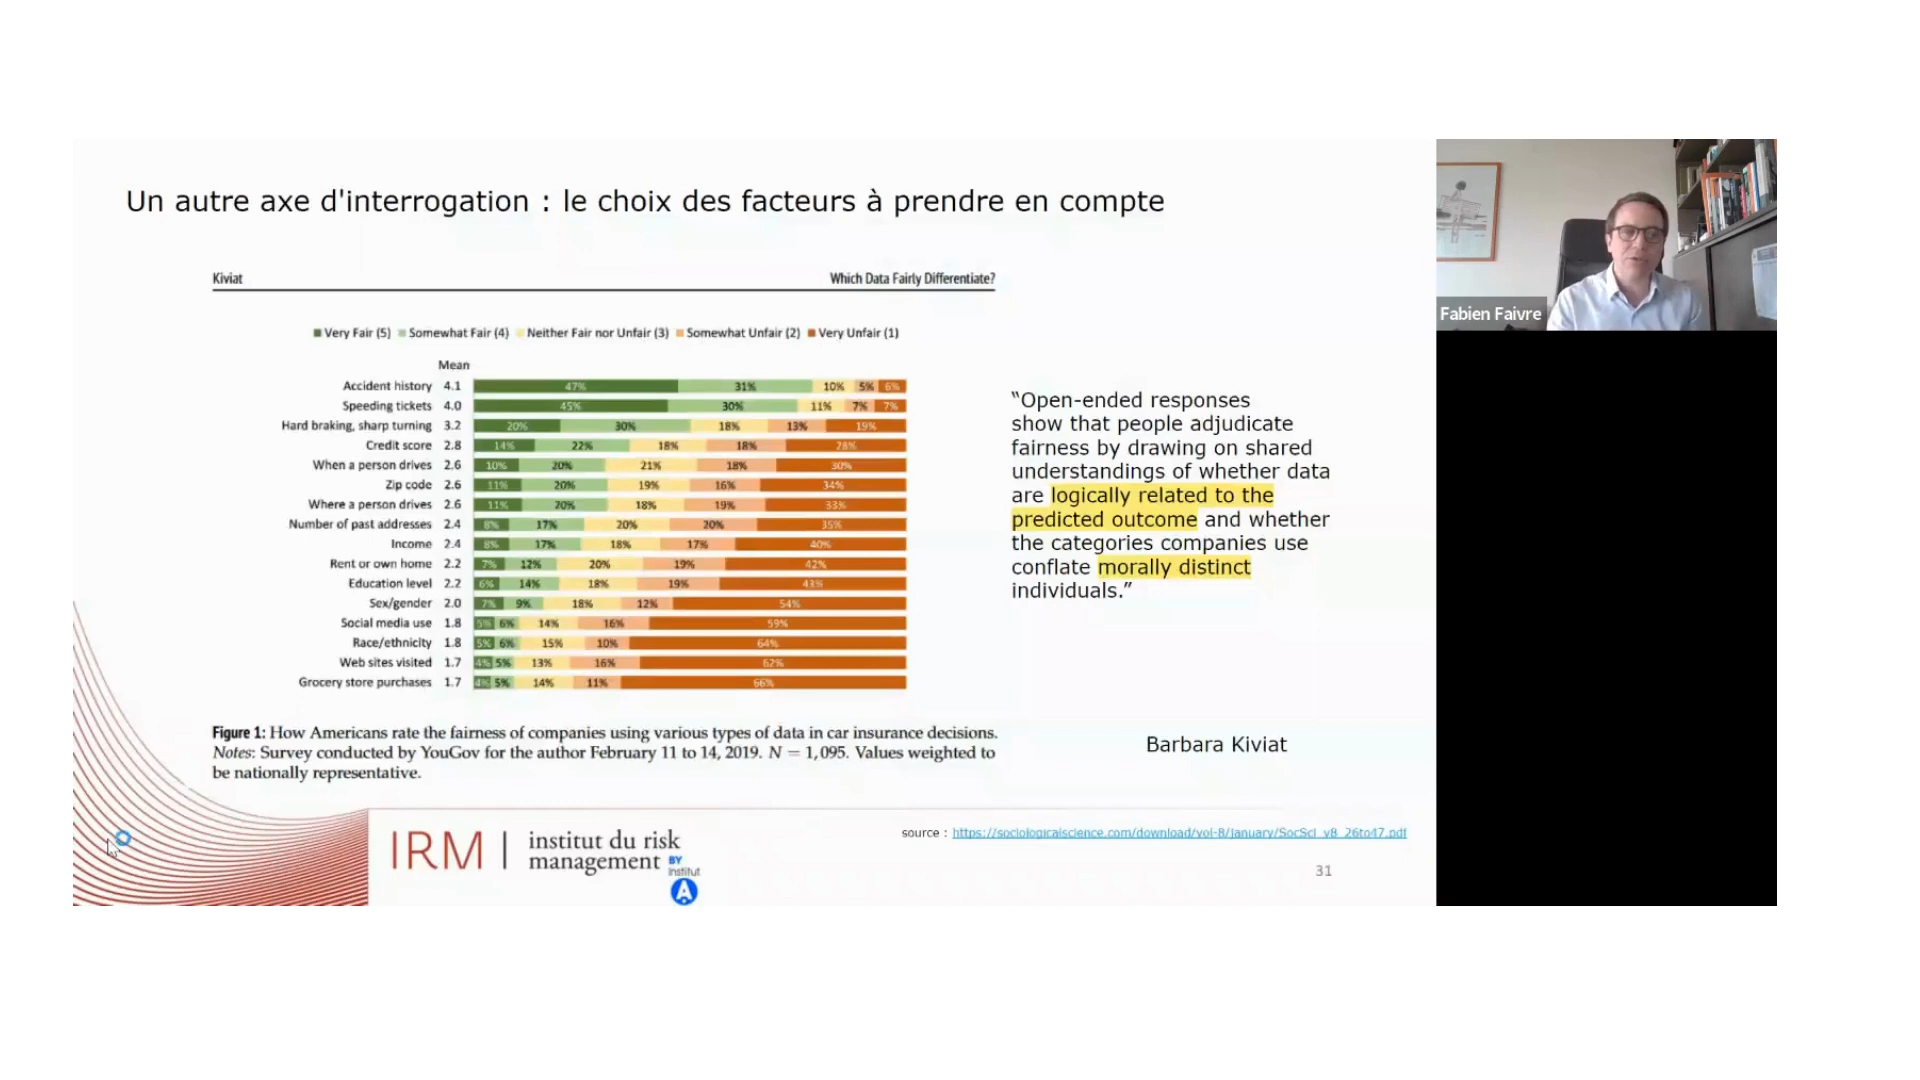 Un autre axe d'interrogation : le choix des facteurs à prendre en compte
Kiviat Which Data Fairly Differentiate?
Very Fair (5) Somewhat Fair (4) Neither Fair nor Unfair (3) Somewhat Unfair (2) Very Unfair (1)
Mean
Accident history 4.1 47% 31% 10% 5% 6%
Speeding tickets 4.0 45% 30% 11% 7% 7%
Hard braking, sharp turning 3.2 20% 30% 18% 13% 19%
Credit score 2.8 14% 22% 18% 18% 28%
When a person drives 2.6 10% 20% 21% 18% 30%
Zip code 2.6 11% 20% 19% 16% 34%
Where a person drives 2.6 11% 20% 18% 19% 33%
Number of past addresses 2.4 8% 17% 20% 20% 35%
Income 2.4 8% 17% 18% 17% 40%
Rent or own home 2.2 7% 12% 20% 19% 42%
Education level 2.2 6% 14% 18% 19% 43%
Sex/gender 2.0 7% 9% 18% 12% 54%
Social media use 1.8 5% 6% 14% 16% 59%
Race/ethnicity 1.8 5% 6% 15% 10% 64%
Web sites visited 1.7 4% 5% 13% 16% 62%
Grocery store purchases 1.7 4% 5% 14% 11% 66%
Figure 1: How Americans rate the fairness of companies using various types of data in car insurance decisions.
Notes: Survey conducted by YouGov for the author February 11 to 14, 2019. N = 1,095. Values weighted to
be nationally representative.
“Open-ended responses
show that people adjudicate
fairness by drawing on shared
understandings of whether data
are logically related to the
predicted outcome and whether
the categories companies use
conflate morally distinct
individuals.”
Barbara Kiviat
source : https://sociologicalscience.com/download/vol-8/january/SocSci_v8_26to47.pdf
31
IRM | institut du risk
management BY
Institut
A
Fabien Faivre